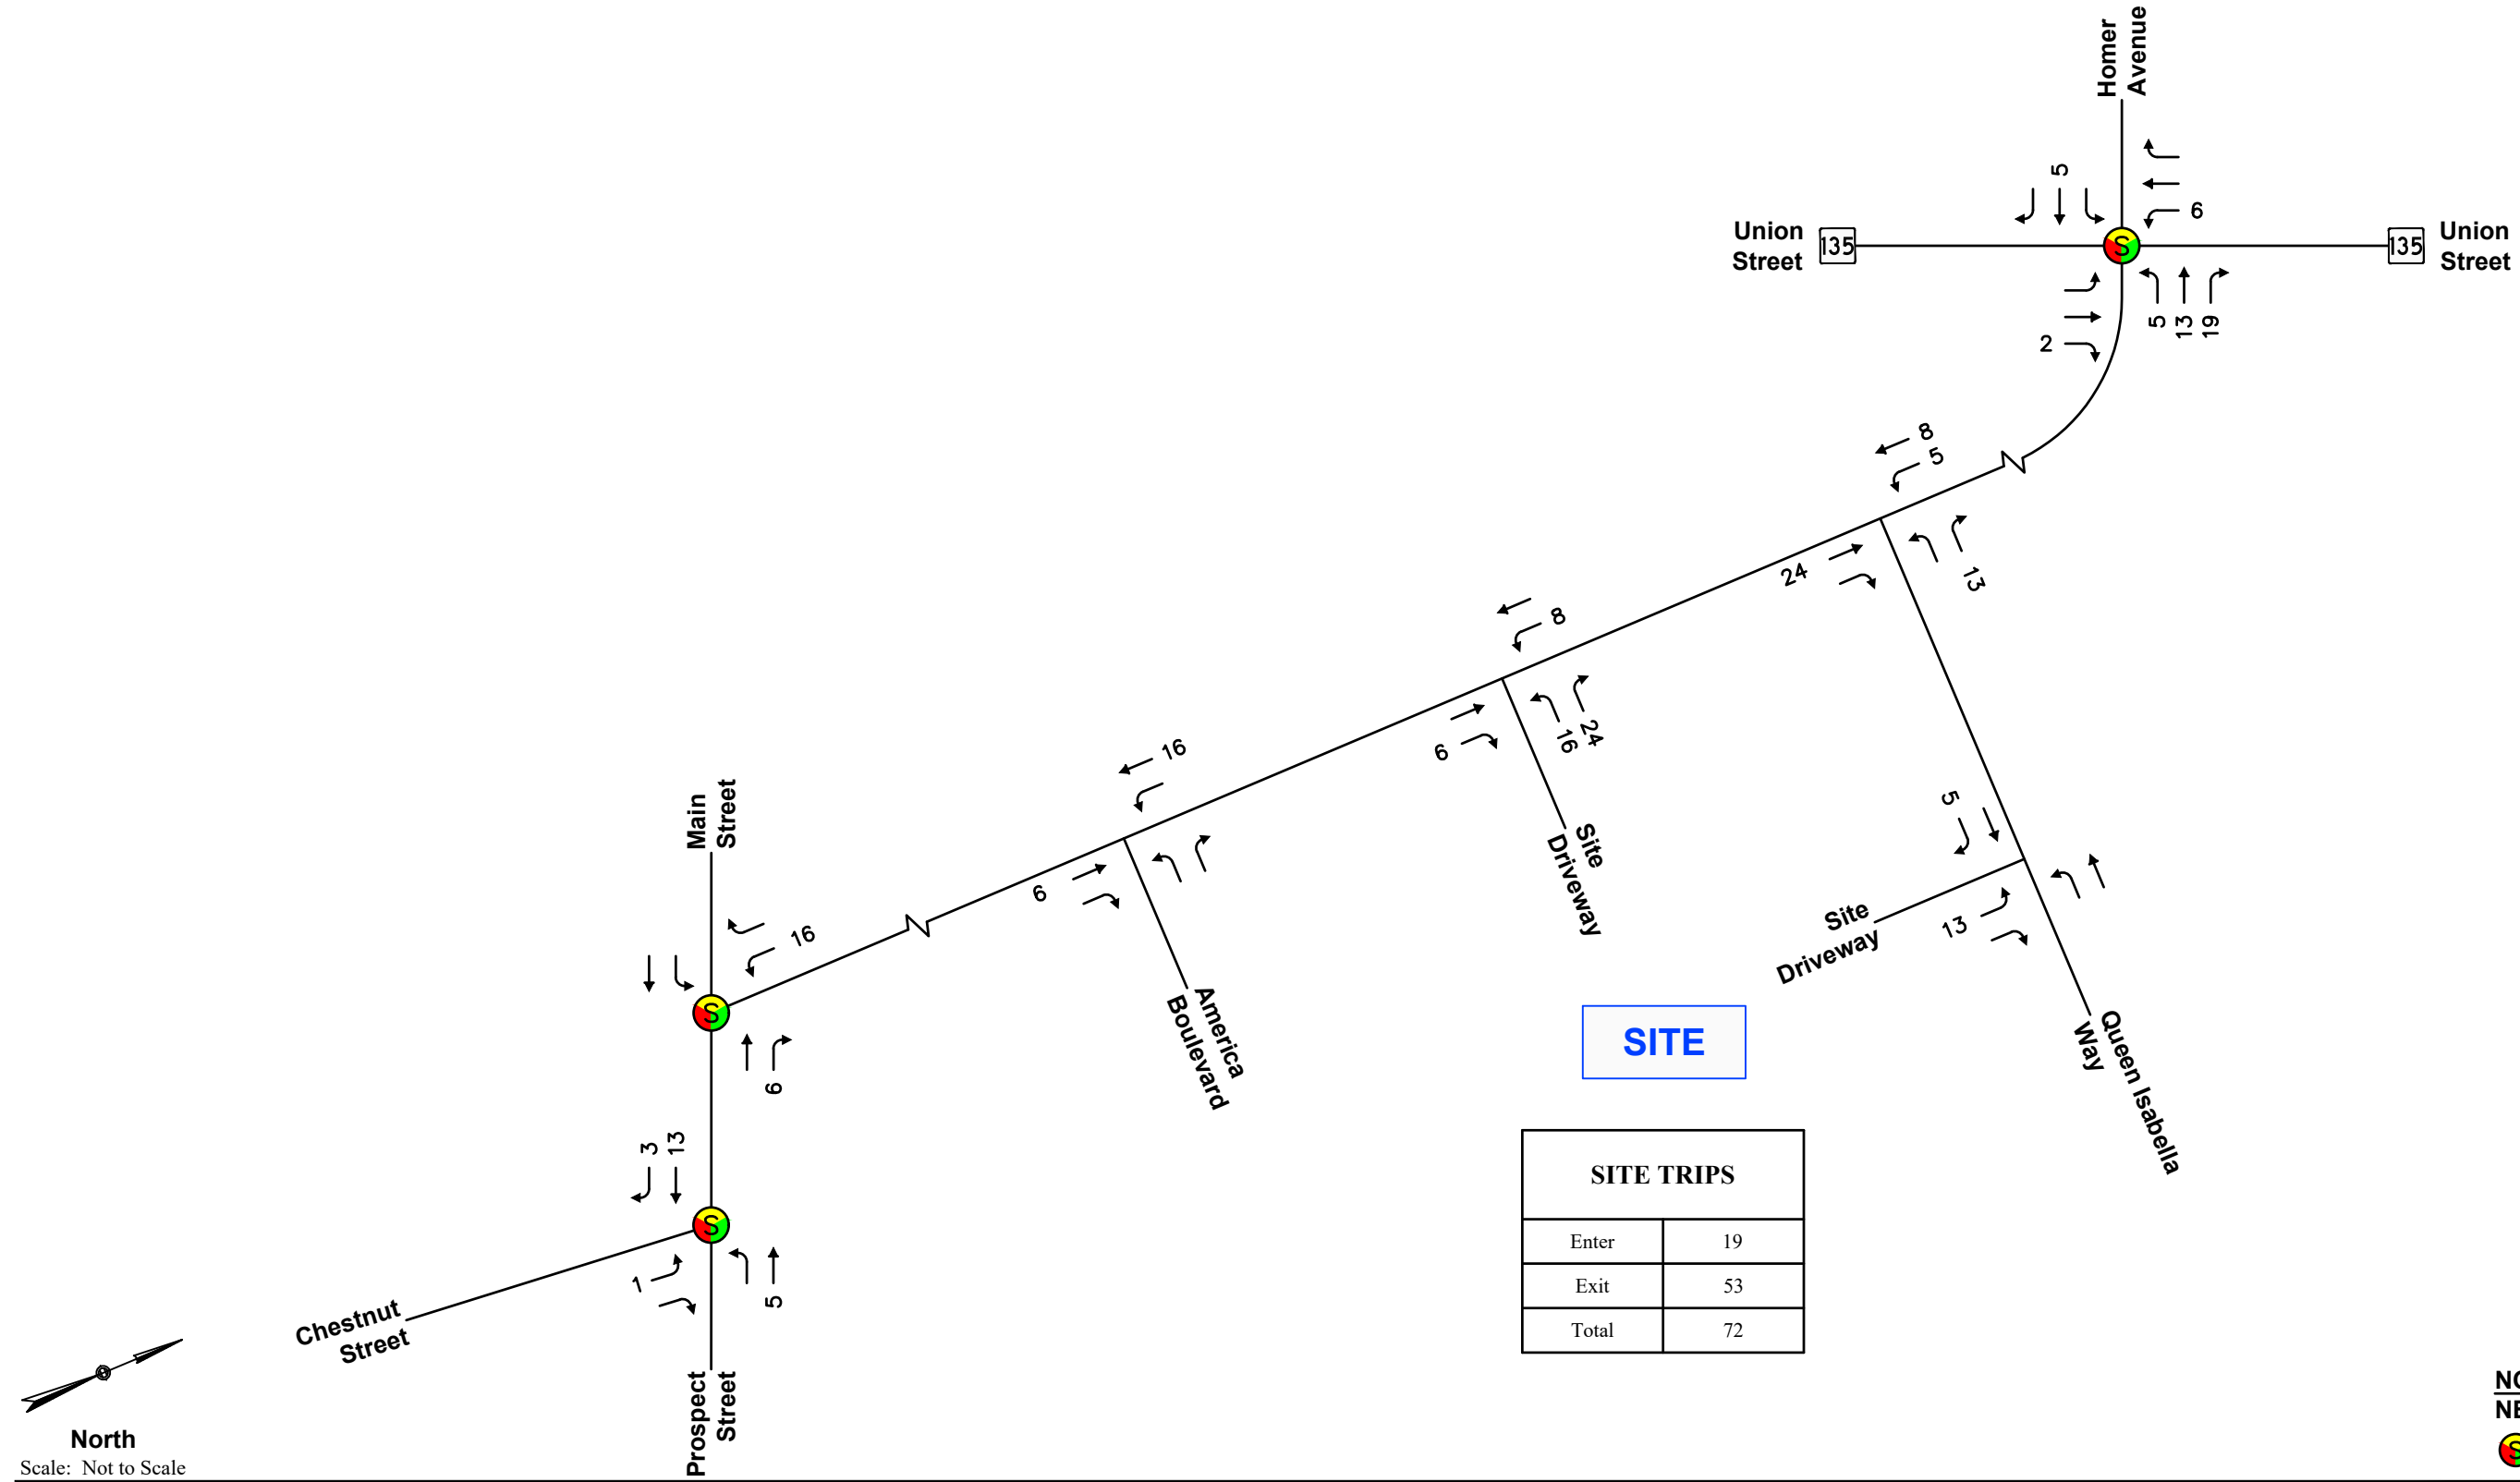 Homer
Avenue
5
6
Union
Street
135
S
135
Union
Street
2
5
13
19
8
5
24
13
8
6
16
24
16
6
Site
Driveway
5
13
Site
Driveway
Queen Isabella
Way
America
Boulevard
Main
Street
16
S
6
3
13
S
1
5
Chestnut
Street
Prospect
Street
SITE
SITE TRIPS
Enter 19
Exit 53
Total 72
North
Scale: Not to Scale
S